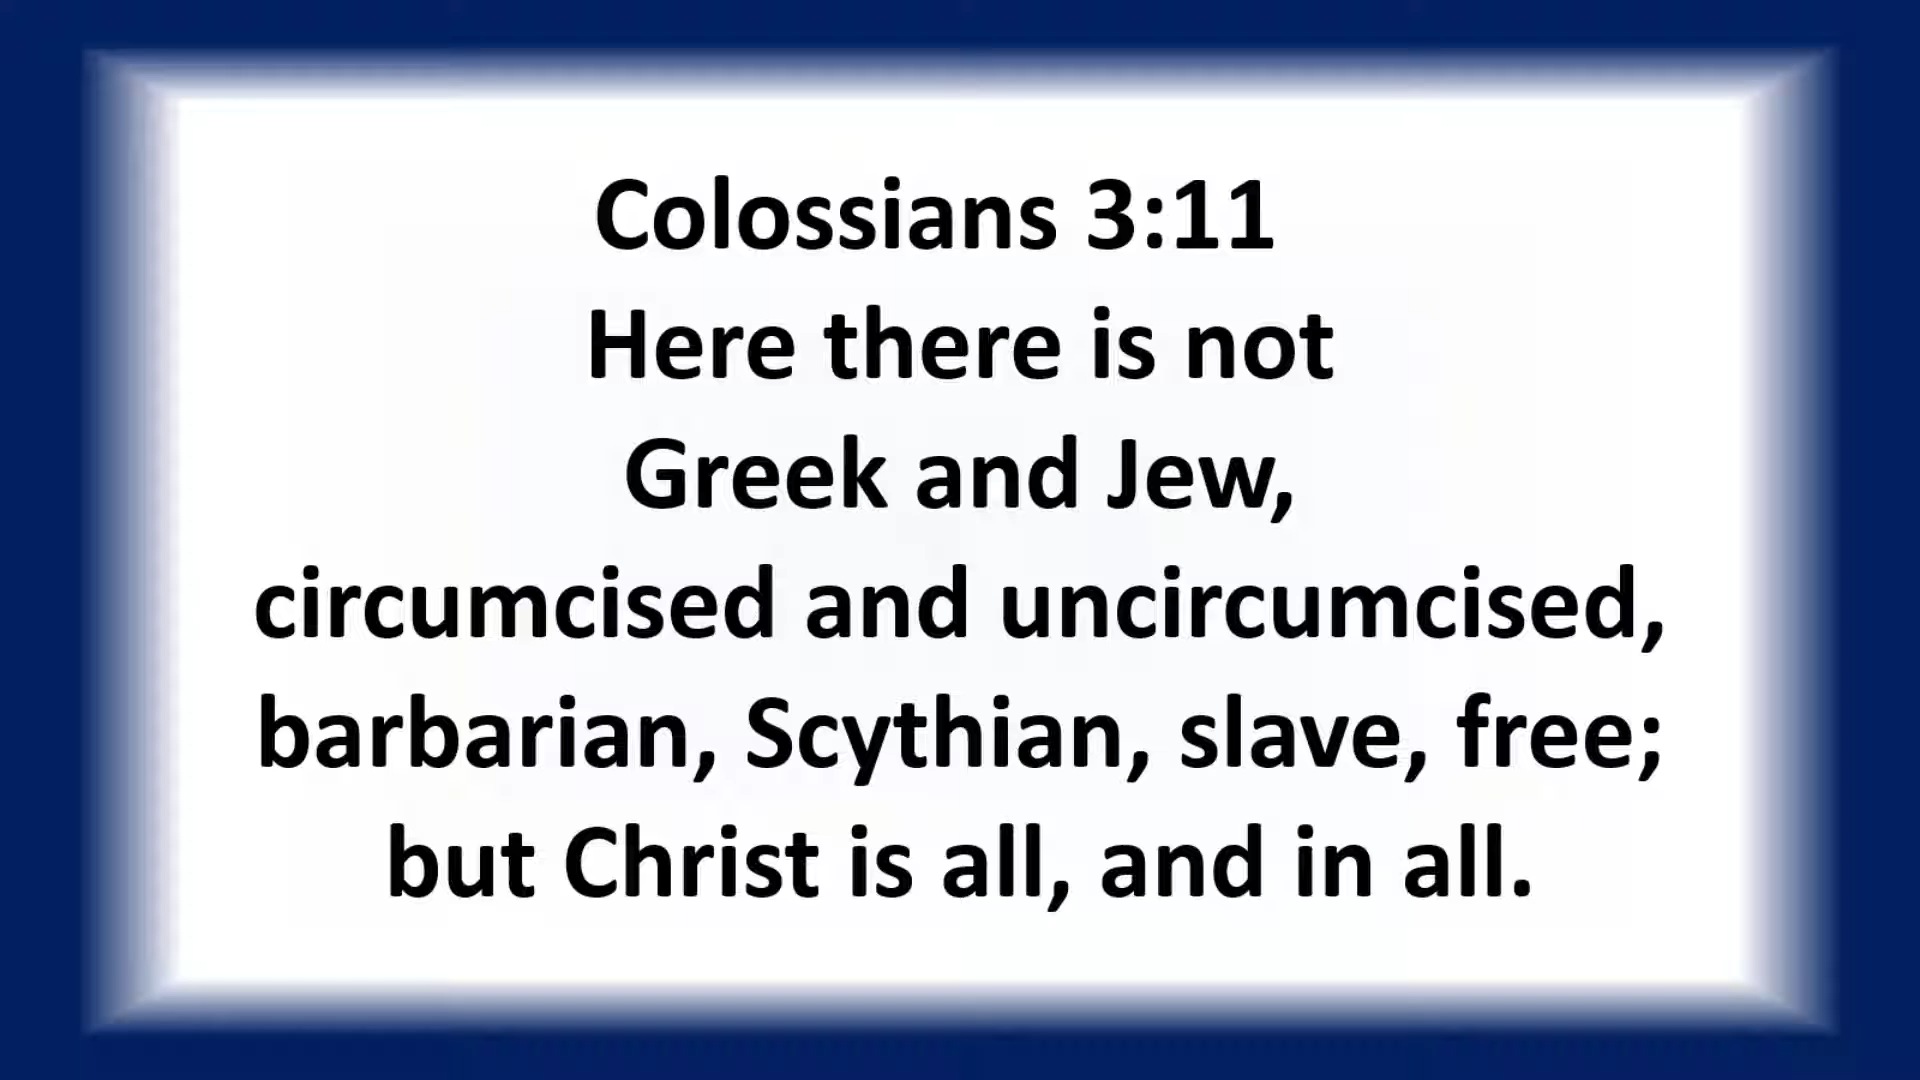 Colossians 3:11
Here there is not
Greek and Jew,
circumcised and uncircumcised,
barbarian, Scythian, slave, free;
but Christ is all, and in all.